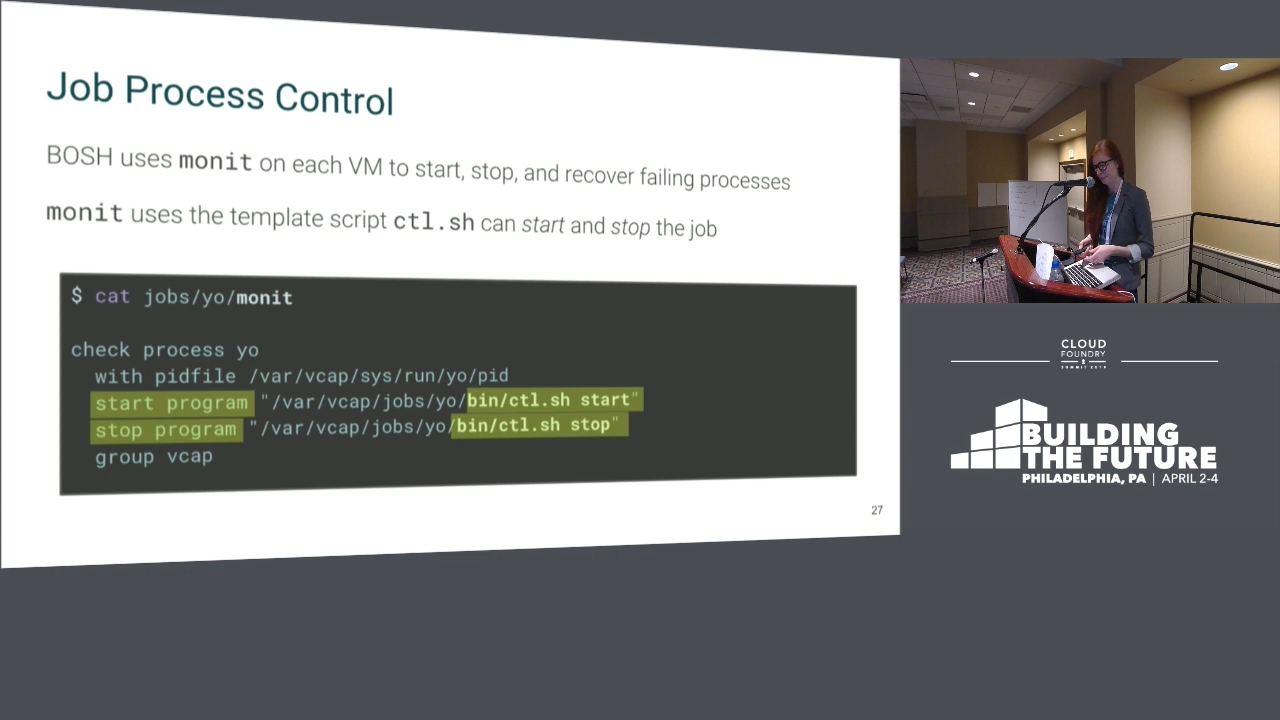 Job Process Control
BOSH uses monit on each VM to start, stop, and recover failing processes
monit uses the template script ctl.sh can start and stop the job
$ cat jobs/yo/monit
check process yo
with pidfile /var/vcap/sys/run/yo/pid
start program "/var/vcap/jobs/yo/bin/ctl.sh start"
stop program "/var/vcap/jobs/yo/bin/ctl.sh stop"
group vcap
27
CLOUD
FOUNDRY
SUMMIT 2017
BUILDING
THE FUTURE
PHILADELPHIA, PA | APRIL 2-4